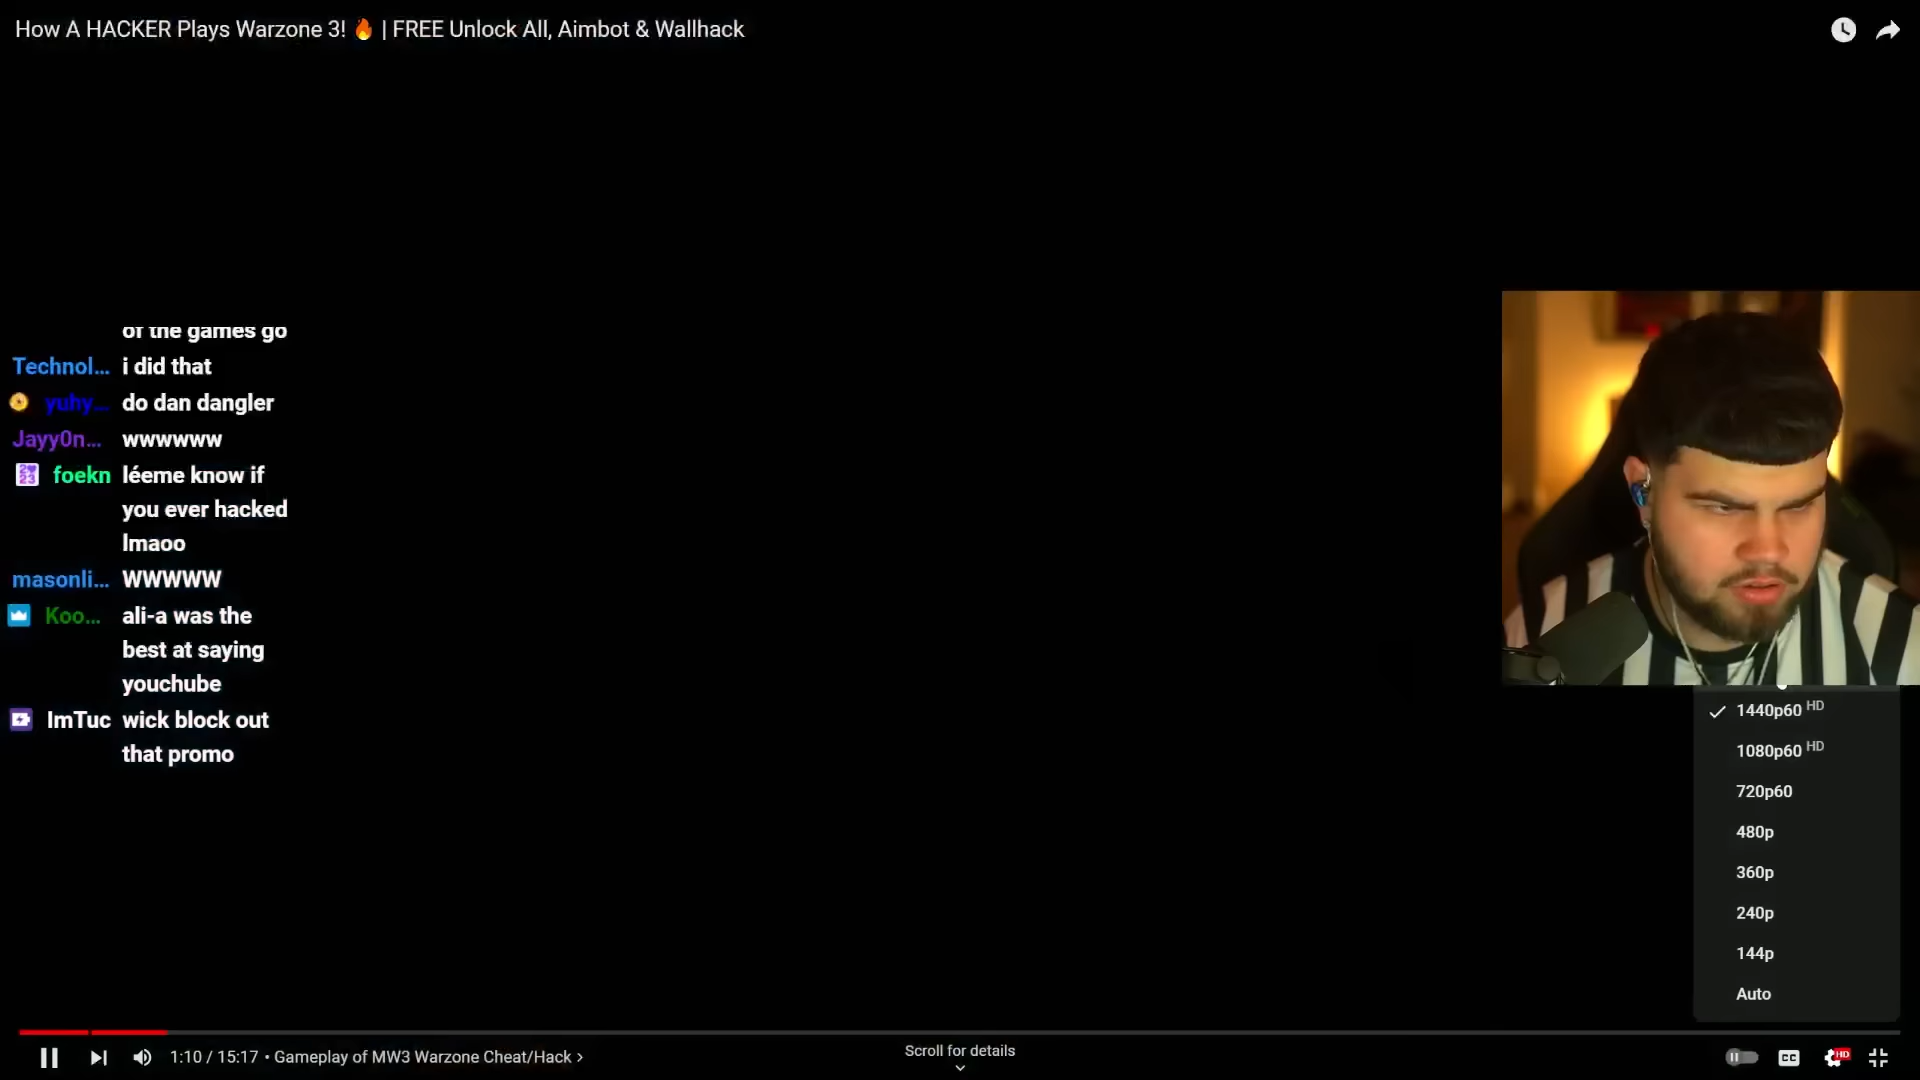 How A HACKER Plays Warzone 3! 🔥 | FREE Unlock All, Aimbot & Wallhack
of the games go
Technol... i did that
yuhy... do dan dangler
Jayy0n... wwwwww
foekn léeme know if
you ever hacked
lmaoo
masonli... WWWWW
Koo... ali-a was the
best at saying
youchube
ImTuc wick block out
that promo
1440p60 HD
1080p60 HD
720p60
480p
360p
240p
144p
Auto
1:10 / 15:17 • Gameplay of MW3 Warzone Cheat/Hack ›
Scroll for details
CC
HD